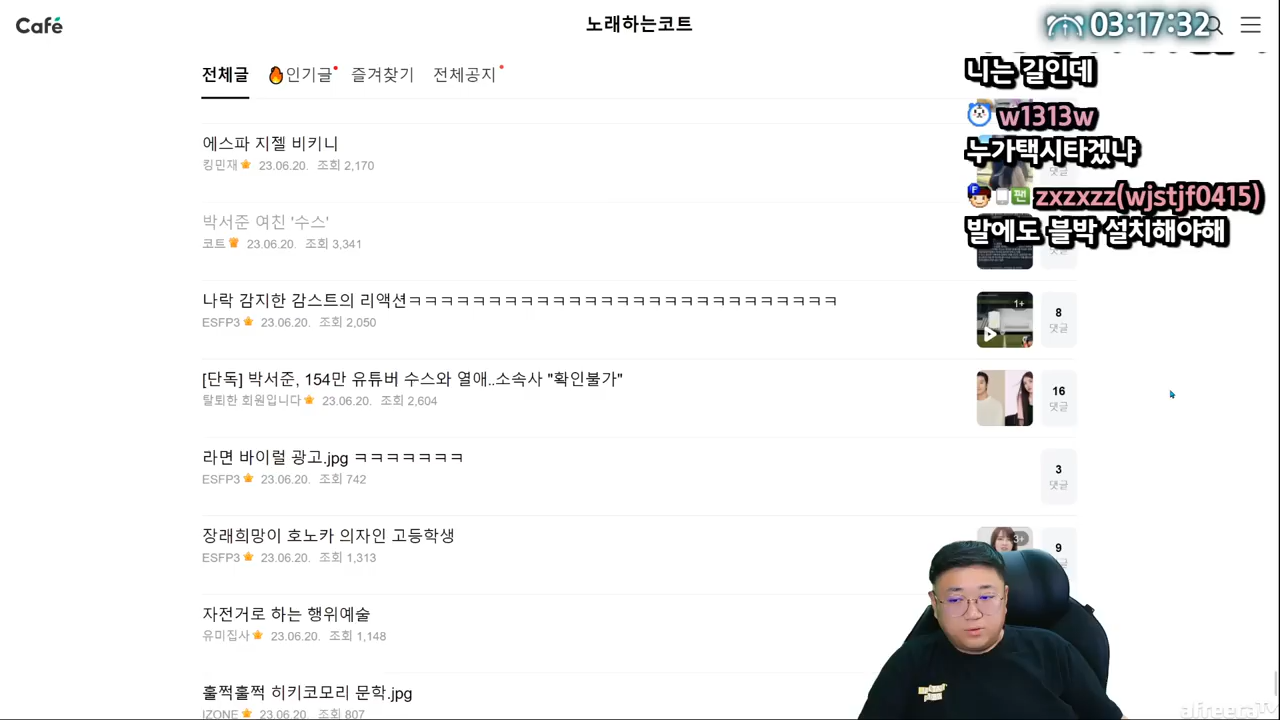 Café
노래하는코트
03:17:32
전체글
인기글
즐겨찾기
전체공지
니는 길인데
w1313w
누가택시타겠냐
zxzxzz(wjstjf0415)
발에도 블박 설치해야해
에스파 지젤 비키니
킹민재 23.06.20. 조회 2,170
댓글
박서준 여친 '수스'
코트 23.06.20. 조회 3,341
나락 감지한 감스트의 리액션ㅋㅋㅋㅋㅋㅋㅋㅋㅋㅋㅋㅋㅋㅋㅋㅋㅋㅋㅋㅋㅋㅋㅋㅋㅋㅋㅋ
ESFP3 23.06.20. 조회 2,050
1+
8
댓글
[단독] 박서준, 154만 유튜버 수스와 열애..소속사 "확인불가"
탈퇴한 회원입니다 23.06.20. 조회 2,604
16
댓글
라면 바이럴 광고.jpg ㅋㅋㅋㅋㅋㅋㅋ
ESFP3 23.06.20. 조회 742
3
댓글
장래희망이 호노카 의자인 고등학생
ESFP3 23.06.20. 조회 1,313
3+
9
자전거로 하는 행위예술
유미집사 23.06.20. 조회 1,148
훌쩍훌쩍 히키코모리 문학.jpg
IZONE 23.06.20. 조회 807
afreecaTV